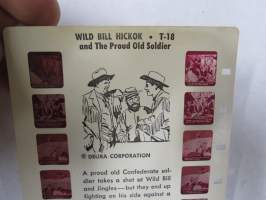 WILD BILL HICKOK • T-18
and The Proud Old Soldier
© DELRA CORPORATION
A proud old Confederate sol-
dier takes a shot at Wild Bill
and Jingles—but they end up
fighting on his side against a